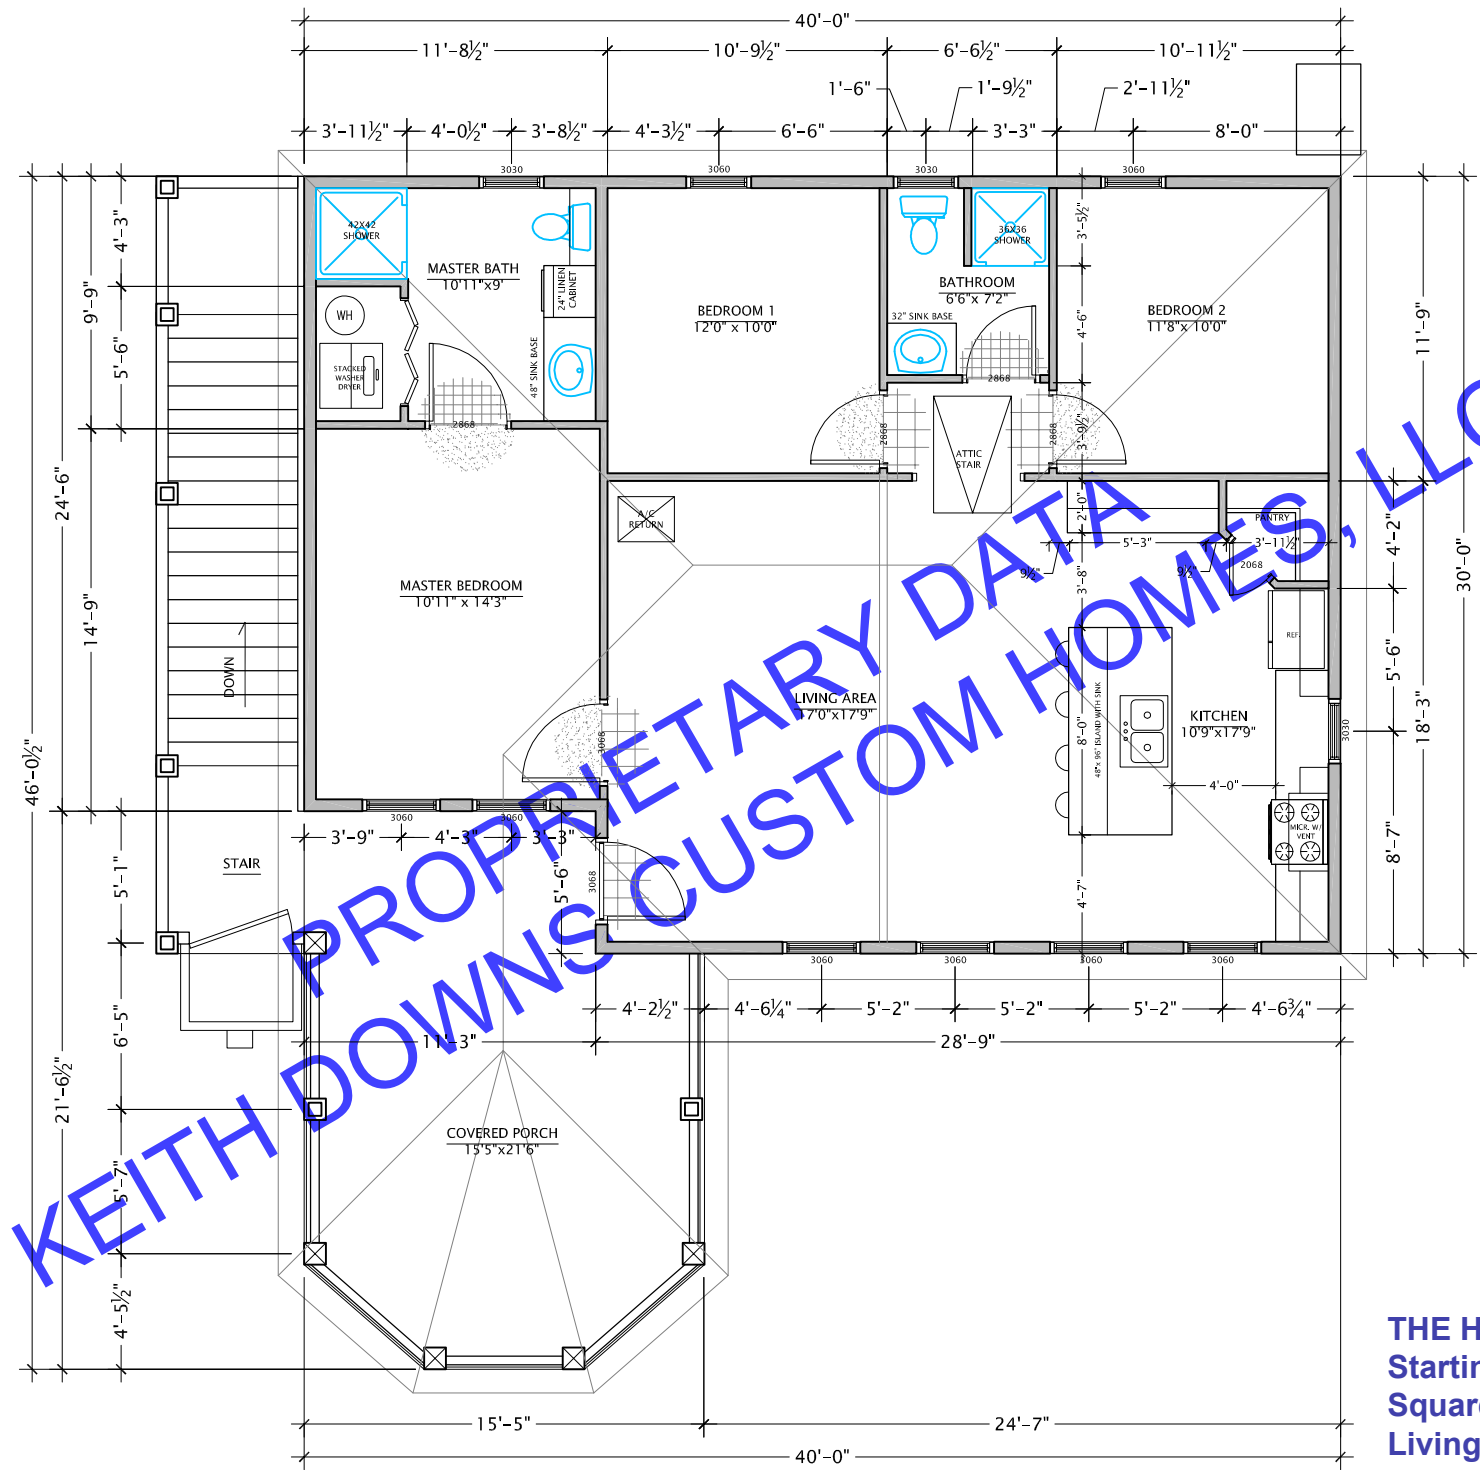 40'-0"
11'-8½" 10'-9½" 6'-6½" 10'-11½"
1'-6" 1'-9½" 2'-11½"
3'-11½" 4'-0½" 3'-8½" 4'-3½" 6'-6" 3'-3" 8'-0"
3030 3060 3030 3060
4'-3"
9'-9"
5'-6"
24'-6"
14'-9"
46'-0½"
5'-1"
6'-5"
21'-6½"
5'-7"
4'-5½"
42X42
SHOWER
MASTER BATH
10'11"x9'
24" LINEN
CABINET
48" SINK BASE
WH
STACKED
WASHER
DRYER
2868
BEDROOM 1
12'0" x 10'0"
36X36
SHOWER
BATHROOM
6'6"x 7'2"
32" SINK BASE
2868
2868
2868
BEDROOM 2
11'8"x 10'0"
3'-5½"
4'-6"
3'-9½"
2'-0"
3'-8"
8'-0"
4'-7"
11'-9"
30'-0"
4'-2"
5'-6"
18'-3"
8'-7"
ATTIC
STAIR
A/C
RETURN
PANTRY
5'-3" 3'-11½"
9½" 9½"
2068
REF.
MASTER BEDROOM
10'11" x 14'3"
DOWN
LIVING AREA
17'0"x17'9"
48"x 96" ISLAND WITH SINK
KITCHEN
10'9"x17'9"
3030
4'-0"
MICR. W/
VENT
3068
3060 3060
3'-9" 4'-3" 3'-3"
5'-6"
3068
STAIR
3060 3060 3060 3060
4'-2½" 4'-6¼" 5'-2" 5'-2" 5'-2" 4'-6¾"
11'-3" 28'-9"
COVERED PORCH
15'5"x21'6"
15'-5" 24'-7"
40'-0"
PROPRIETARY DATA
KEITH DOWNS CUSTOM HOMES, LLC
THE H
Startin
Square
Living